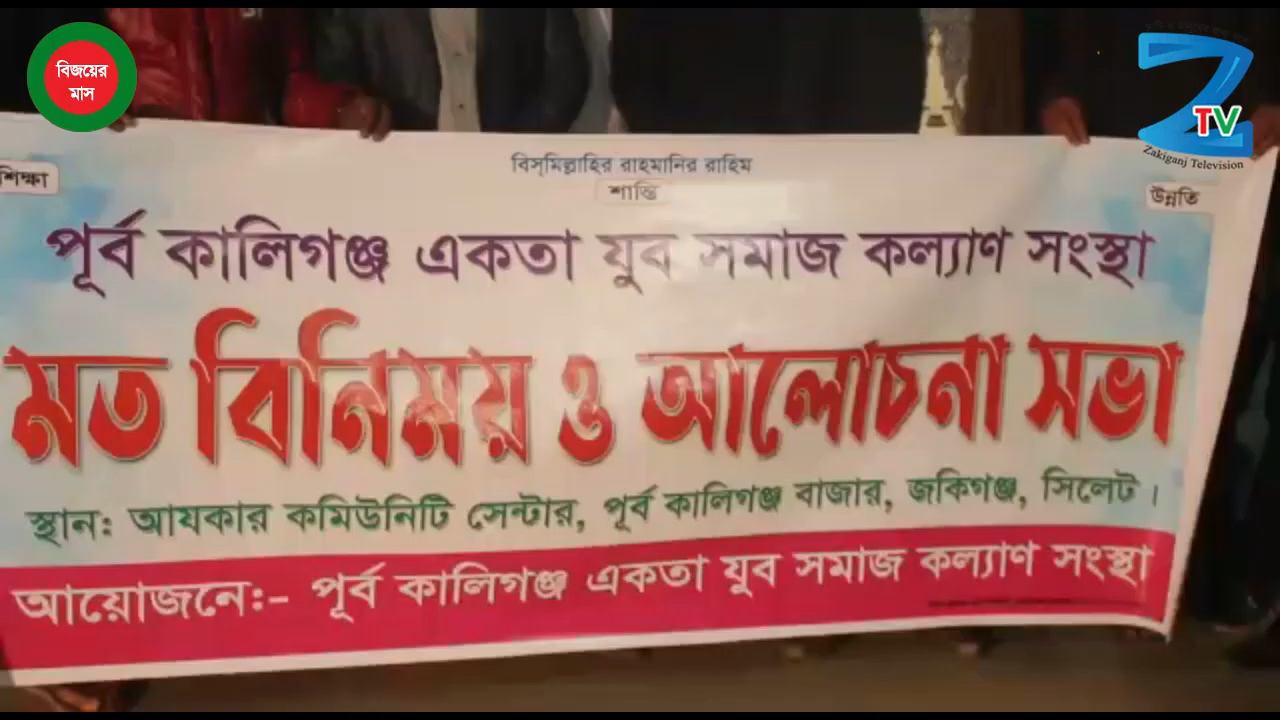 বিজয়ের
মাস
TV
Zakiganj Television
বিস্‌মিল্লাহির রাহমানির রাহিম
শিক্ষা
শান্তি
উন্নতি
পূর্ব কালিগঞ্জ একতা যুব সমাজ কল্যাণ সংস্থা
মত বিনিময় ও আলোচনা সভা
স্থান: আযকার কমিউনিটি সেন্টার, পূর্ব কালিগঞ্জ বাজার, জকিগঞ্জ, সিলেট।
আয়োজনে:- পূর্ব কালিগঞ্জ একতা যুব সমাজ কল্যাণ সংস্থা